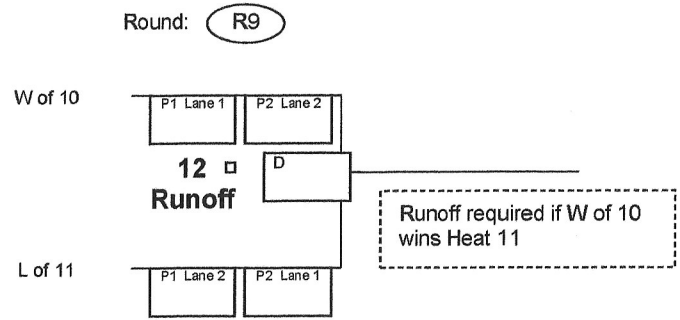 Round: R9
W of 10
P1 Lane 1 P2 Lane 2
12 D
Runoff
Runoff required if W of 10
wins Heat 11
L of 11
P1 Lane 2 P2 Lane 1